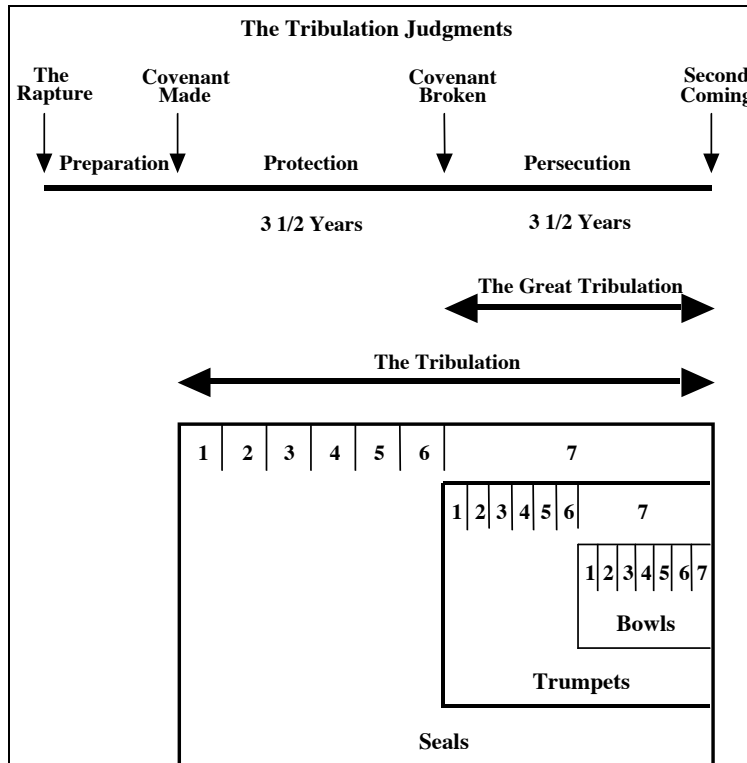 The Tribulation Judgments
The Rapture
Covenant Made
Covenant Broken
Second Coming
Preparation
Protection
Persecution
3 1/2 Years
3 1/2 Years
The Great Tribulation
The Tribulation
1 2 3 4 5 6 7
1 2 3 4 5 6 7
1 2 3 4 5 6 7
Bowls
Trumpets
Seals